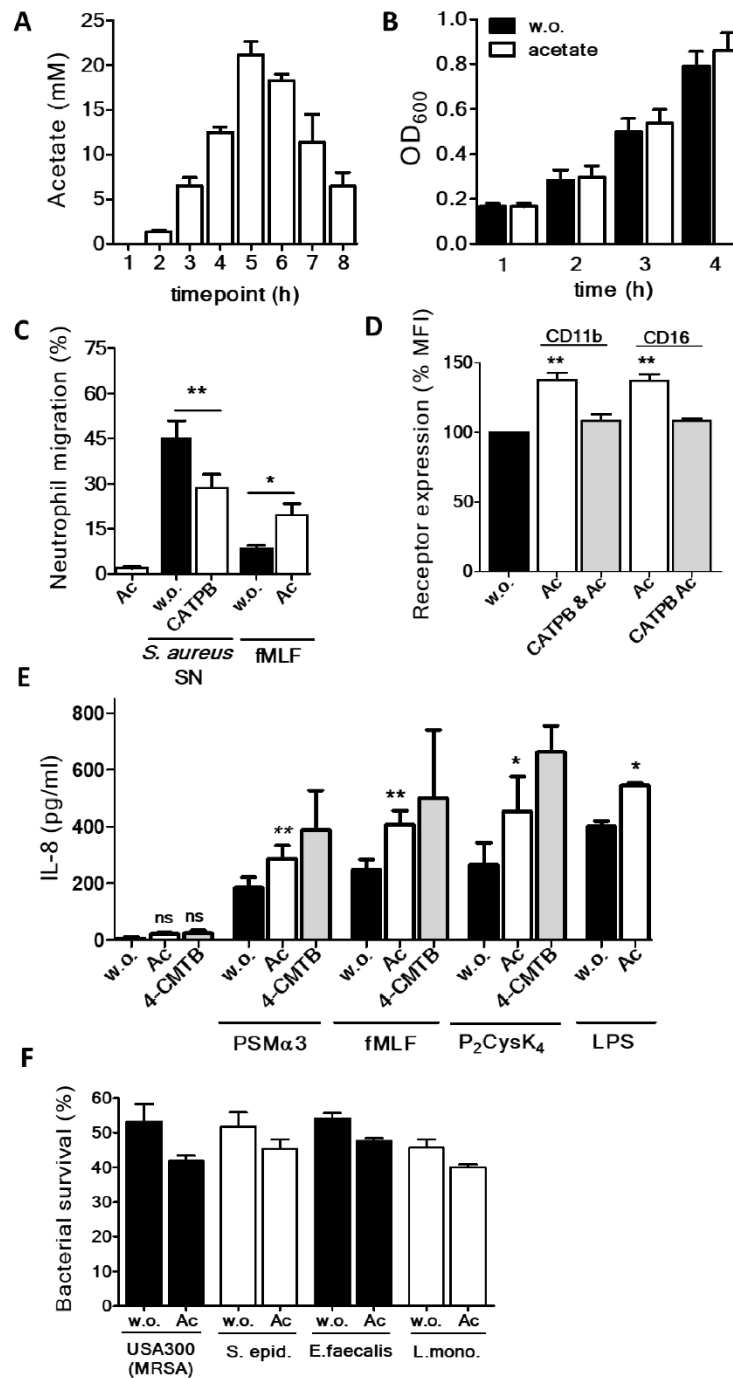 A
Acetate (mM)
25
20
15
10
5
0
1 2 3 4 5 6 7 8
timepoint (h)
B
w.o.
acetate
OD600
1.0
0.8
0.6
0.4
0.2
0.0
1 2 3 4
time (h)
C
Neutrophil migration (%)
75
60
45
30
15
0
**
*
Ac w.o. CATPB w.o. Ac
S. aureus SN
fMLF
D
Receptor expression (% MFI)
150
100
50
0
CD11b CD16
** **
w.o. Ac CATPB & Ac Ac CATPB Ac
E
IL-8 (pg/ml)
800
600
400
200
0
ns ns ** ** * *
w.o. Ac 4-CMTB w.o. Ac 4-CMTB w.o. Ac 4-CMTB w.o. Ac 4-CMTB w.o. Ac
PSMα3 fMLF P₂CysK₄ LPS
F
Bacterial survival (%)
60
50
40
30
20
10
0
w.o. Ac w.o. Ac w.o. Ac w.o. Ac
USA300 S. epid. E.faecalis L.mono.
(MRSA)